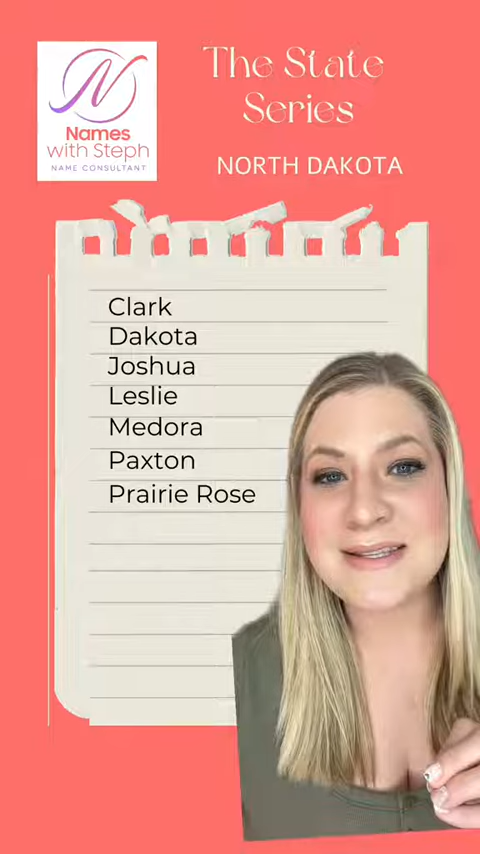 Names
with Steph
NAME CONSULTANT
The State
Series
NORTH DAKOTA
Clark
Dakota
Joshua
Leslie
Medora
Paxton
Prairie Rose